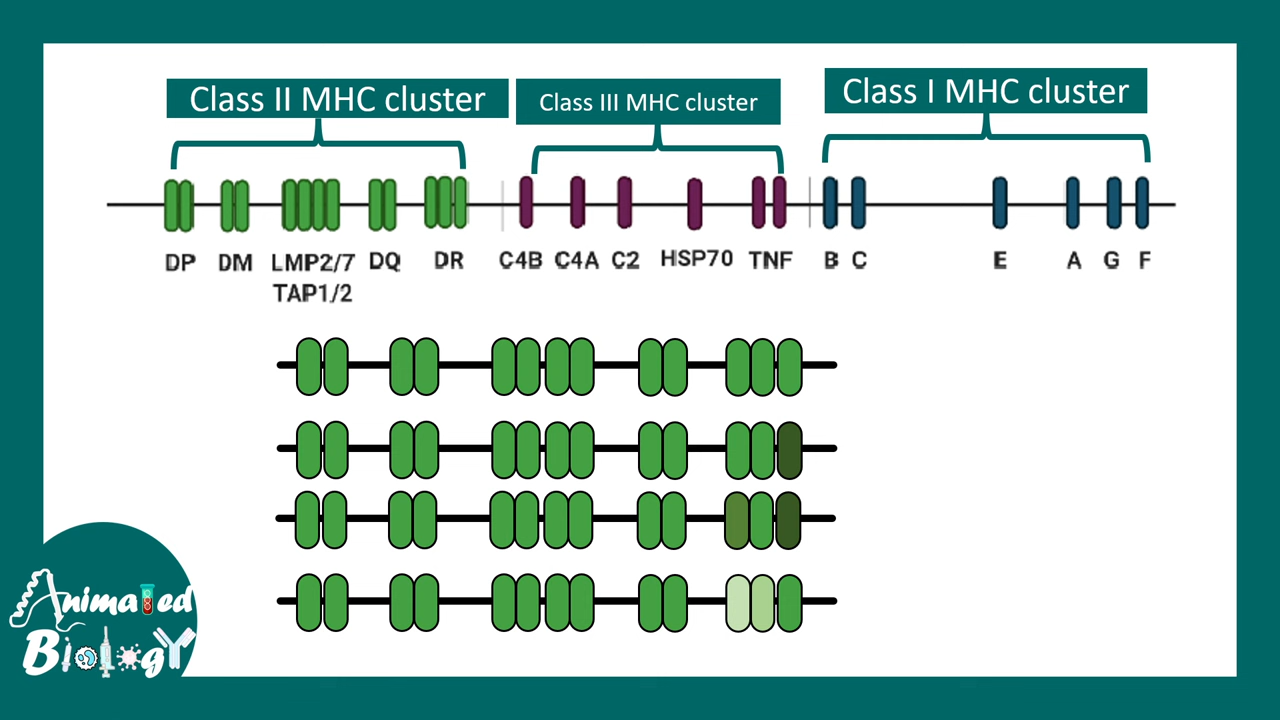 Class II MHC cluster
Class III MHC cluster
Class I MHC cluster
DP DM LMP2/7 DQ DR C4B C4A C2 HSP70 TNF B C E A G F
TAP1/2
Animated
Biology